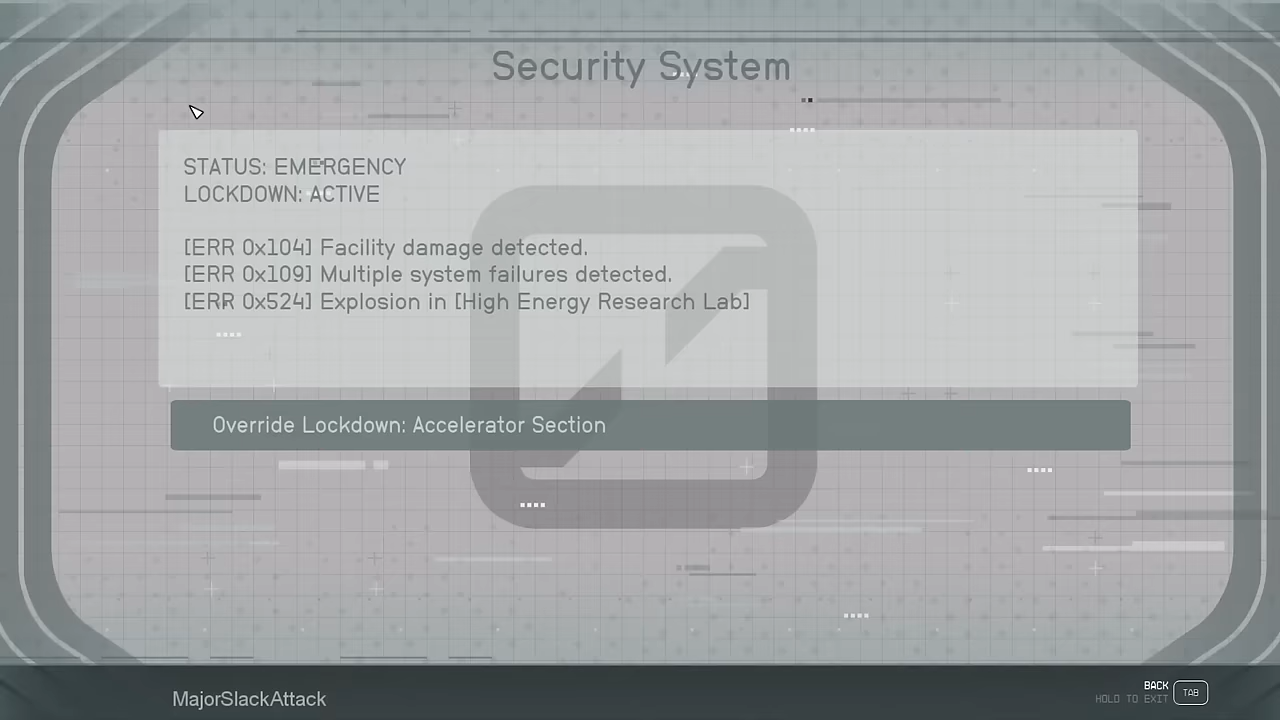 Security System
STATUS: EMERGENCY
LOCKDOWN: ACTIVE
[ERR 0x104] Facility damage detected.
[ERR 0x109] Multiple system failures detected.
[ERR 0x524] Explosion in [High Energy Research Lab]
Override Lockdown: Accelerator Section
MajorSlackAttack
BACK
HOLD TO EXIT
TAB